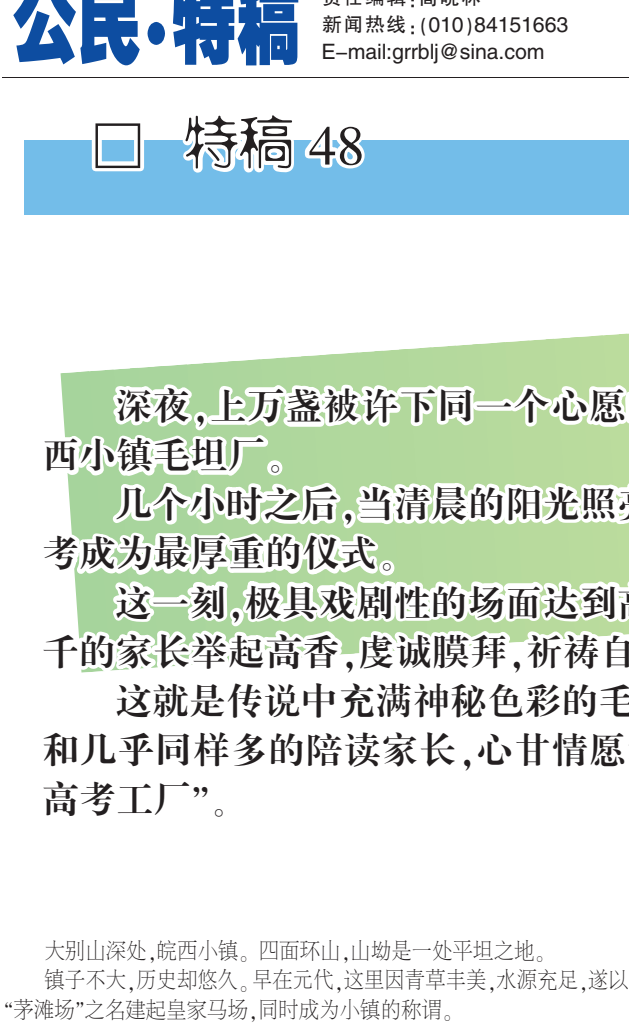 公民·特稿
责任编辑:高
新闻热线:(010)84151663
E-mail:grrblj@sina.com
□ 特稿 48
深夜,上万盏被许下同一个心愿
西小镇毛坦厂。
几个小时之后,当清晨的阳光照亮
考成为最厚重的仪式。
这一刻,极具戏剧性的场面达到高
千的家长举起高香,虔诚膜拜,祈祷自
这就是传说中充满神秘色彩的毛
和几乎同样多的陪读家长,心甘情愿
高考工厂”。
大别山深处,皖西小镇。四面环山,山坳是一处平坦之地。
镇子不大,历史却悠久。早在元代,这里因青草丰美,水源充足,遂以
“茅滩场”之名建起皇家马场,同时成为小镇的称谓。